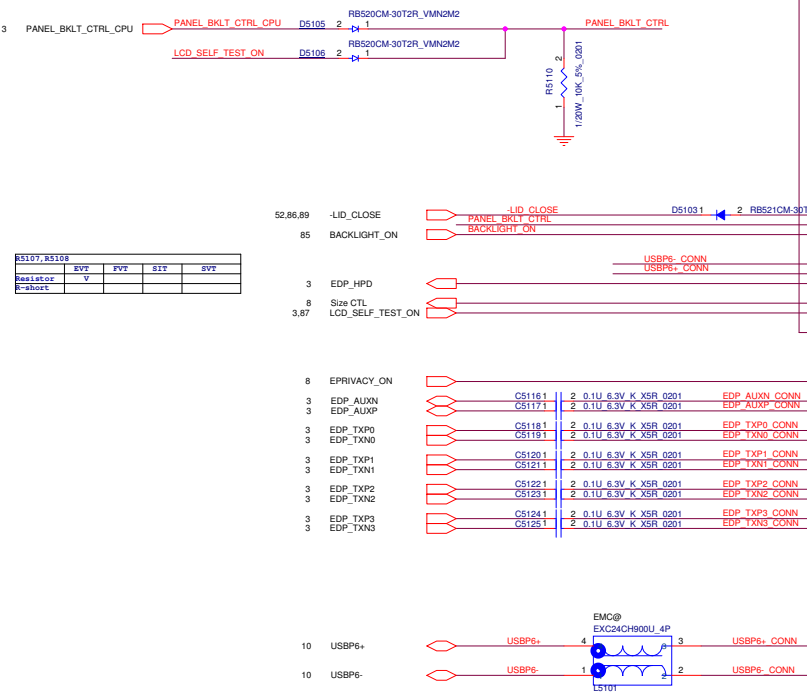 RB520CM-30T2R_VMN2M2
3 PANEL_BKLT_CTRL_CPU PANEL_BKLT_CTRL_CPU D5105 2 1 PANEL_BKLT_CTRL
RB520CM-30T2R_VMN2M2
LCD_SELF_TEST_ON D5106 2 1
2
R5110
1
1/20W_10K_5%_0201
52,86,89 -LID_CLOSE -LID_CLOSE D5103 1 2 RB521CM-30T
PANEL_BKLT_CTRL
85 BACKLIGHT_ON BACKLIGHT_ON
R5107,R5108
EVT FVT SIT SVT
Resistor V
R-short
USBP6-_CONN
USBP6+_CONN
3 EDP_HPD
8 Size CTL
3,87 LCD_SELF_TEST_ON
8 EPRIVACY_ON
3 EDP_AUXN C5116 1 2 0.1U_6.3V_K_X5R_0201 EDP_AUXN_CONN
3 EDP_AUXP C5117 1 2 0.1U_6.3V_K_X5R_0201 EDP_AUXP_CONN
3 EDP_TXP0 C5118 1 2 0.1U_6.3V_K_X5R_0201 EDP_TXP0_CONN
3 EDP_TXN0 C5119 1 2 0.1U_6.3V_K_X5R_0201 EDP_TXN0_CONN
3 EDP_TXP1 C5120 1 2 0.1U_6.3V_K_X5R_0201 EDP_TXP1_CONN
3 EDP_TXN1 C5121 1 2 0.1U_6.3V_K_X5R_0201 EDP_TXN1_CONN
3 EDP_TXP2 C5122 1 2 0.1U_6.3V_K_X5R_0201 EDP_TXP2_CONN
3 EDP_TXN2 C5123 1 2 0.1U_6.3V_K_X5R_0201 EDP_TXN2_CONN
3 EDP_TXP3 C5124 1 2 0.1U_6.3V_K_X5R_0201 EDP_TXP3_CONN
3 EDP_TXN3 C5125 1 2 0.1U_6.3V_K_X5R_0201 EDP_TXN3_CONN
EMC@
EXC24CH900U_4P
10 USBP6+ USBP6+ 4 3 3 USBP6+_CONN
10 USBP6- USBP6- 1 2 2 USBP6-_CONN
L5101